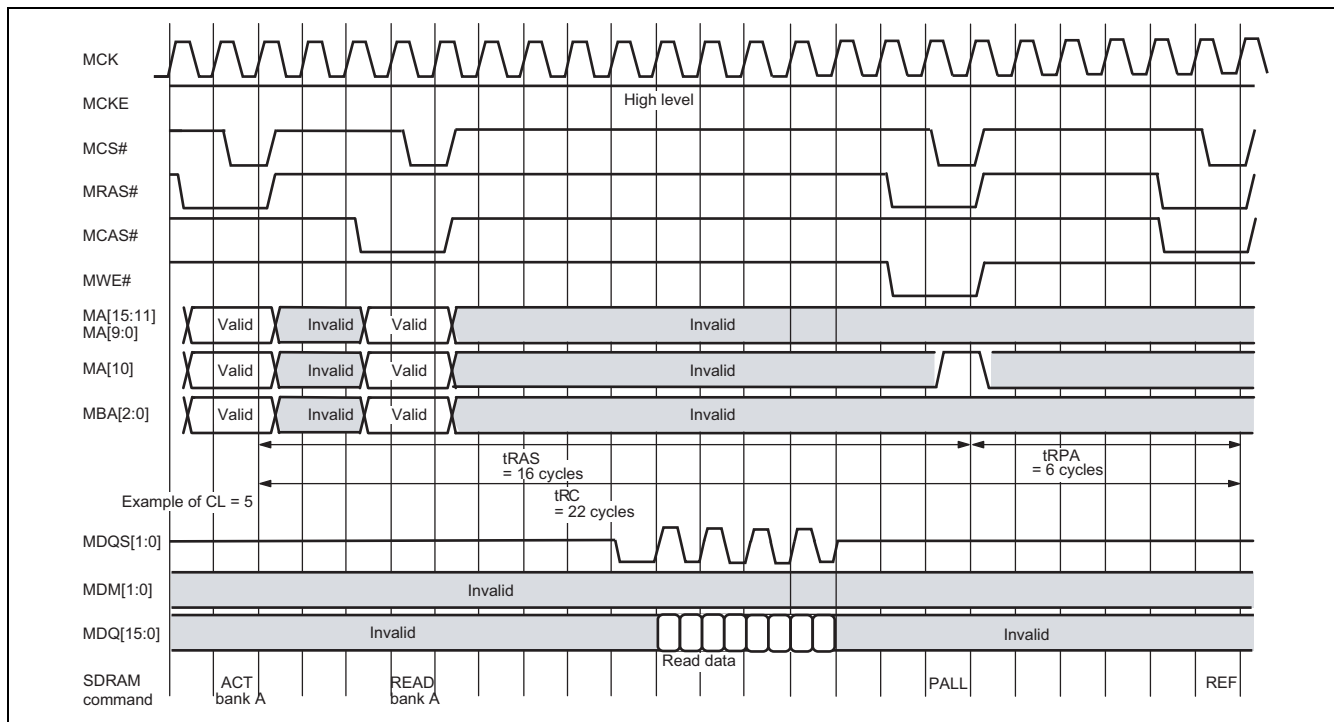 MCK
MCKE
High level
MCS#
MRAS#
MCAS#
MWE#
MA[15:11]
MA[9:0]
Valid Invalid Valid Invalid
MA[10]
Valid Invalid Valid Invalid
MBA[2:0]
Valid Invalid Valid Invalid
tRAS
= 16 cycles
tRPA
= 6 cycles
Example of CL = 5
tRC
= 22 cycles
MDQS[1:0]
MDM[1:0]
Invalid
MDQ[15:0]
Invalid Invalid
Read data
SDRAM
command
ACT
bank A
READ
bank A
PALL
REF